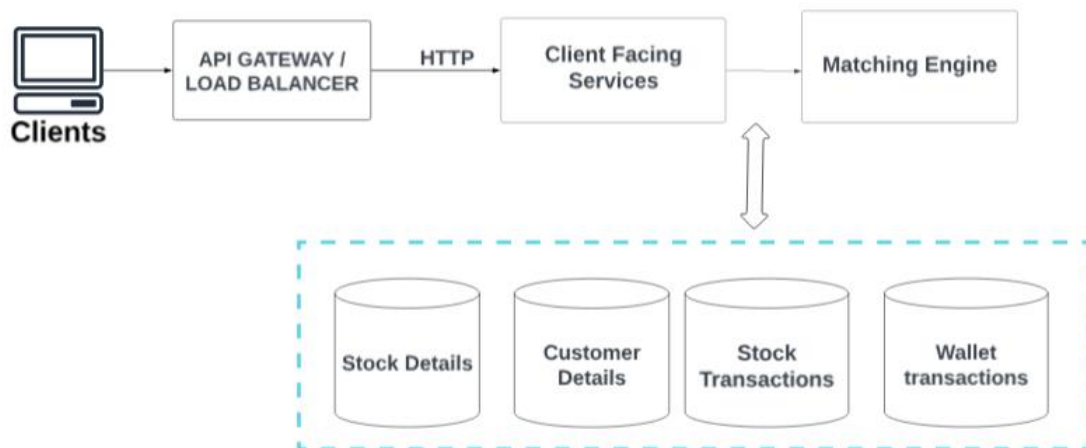 Clients
API GATEWAY /
LOAD BALANCER
HTTP
Client Facing
Services
Matching Engine
Stock Details
Customer
Details
Stock
Transactions
Wallet
transactions